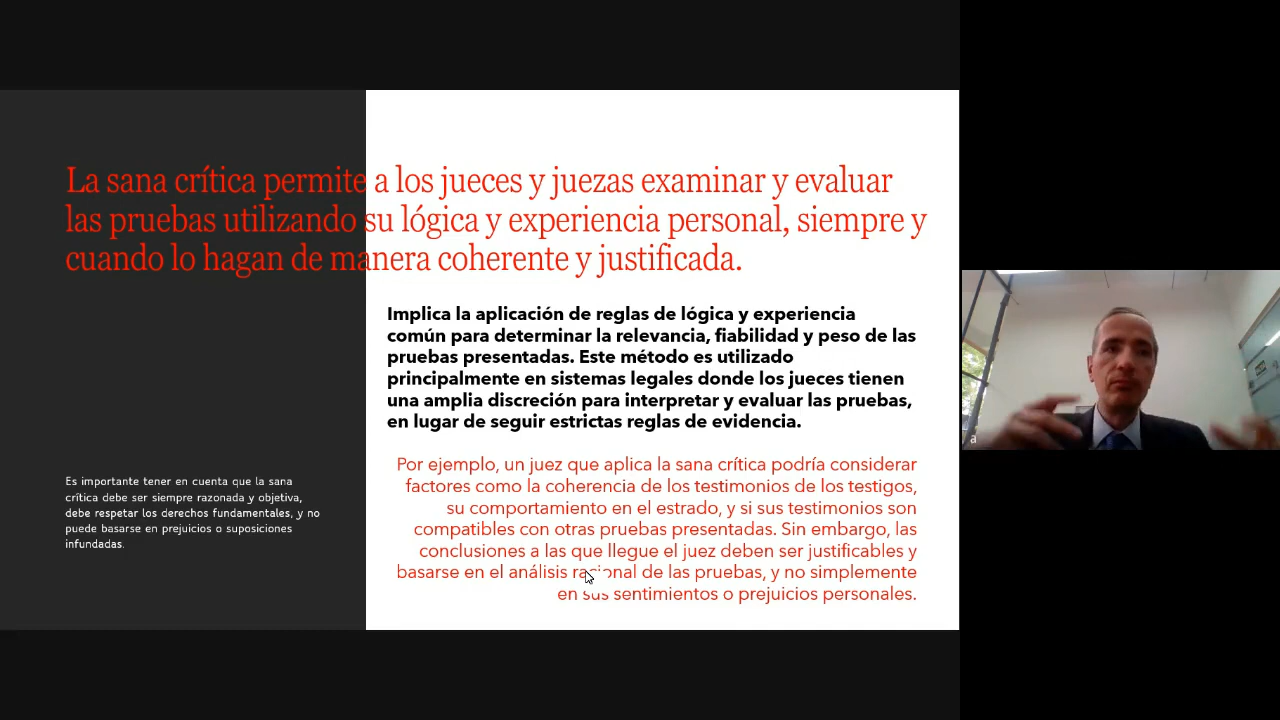 La sana crítica permite a los jueces y juezas examinar y evaluar
las pruebas utilizando su lógica y experiencia personal, siempre y
cuando lo hagan de manera coherente y justificada.
Implica la aplicación de reglas de lógica y experiencia
común para determinar la relevancia, fiabilidad y peso de las
pruebas presentadas. Este método es utilizado
principalmente en sistemas legales donde los jueces tienen
una amplia discreción para interpretar y evaluar las pruebas,
en lugar de seguir estrictas reglas de evidencia.
Por ejemplo, un juez que aplica la sana crítica podría considerar
factores como la coherencia de los testimonios de los testigos,
su comportamiento en el estrado, y si sus testimonios son
compatibles con otras pruebas presentadas. Sin embargo, las
conclusiones a las que llegue el juez deben ser justificables y
basarse en el análisis racional de las pruebas, y no simplemente
en sus sentimientos o prejuicios personales.
Es importante tener en cuenta que la sana
crítica debe ser siempre razonada y objetiva,
debe respetar los derechos fundamentales, y no
puede basarse en prejuicios o suposiciones
infundadas.
a